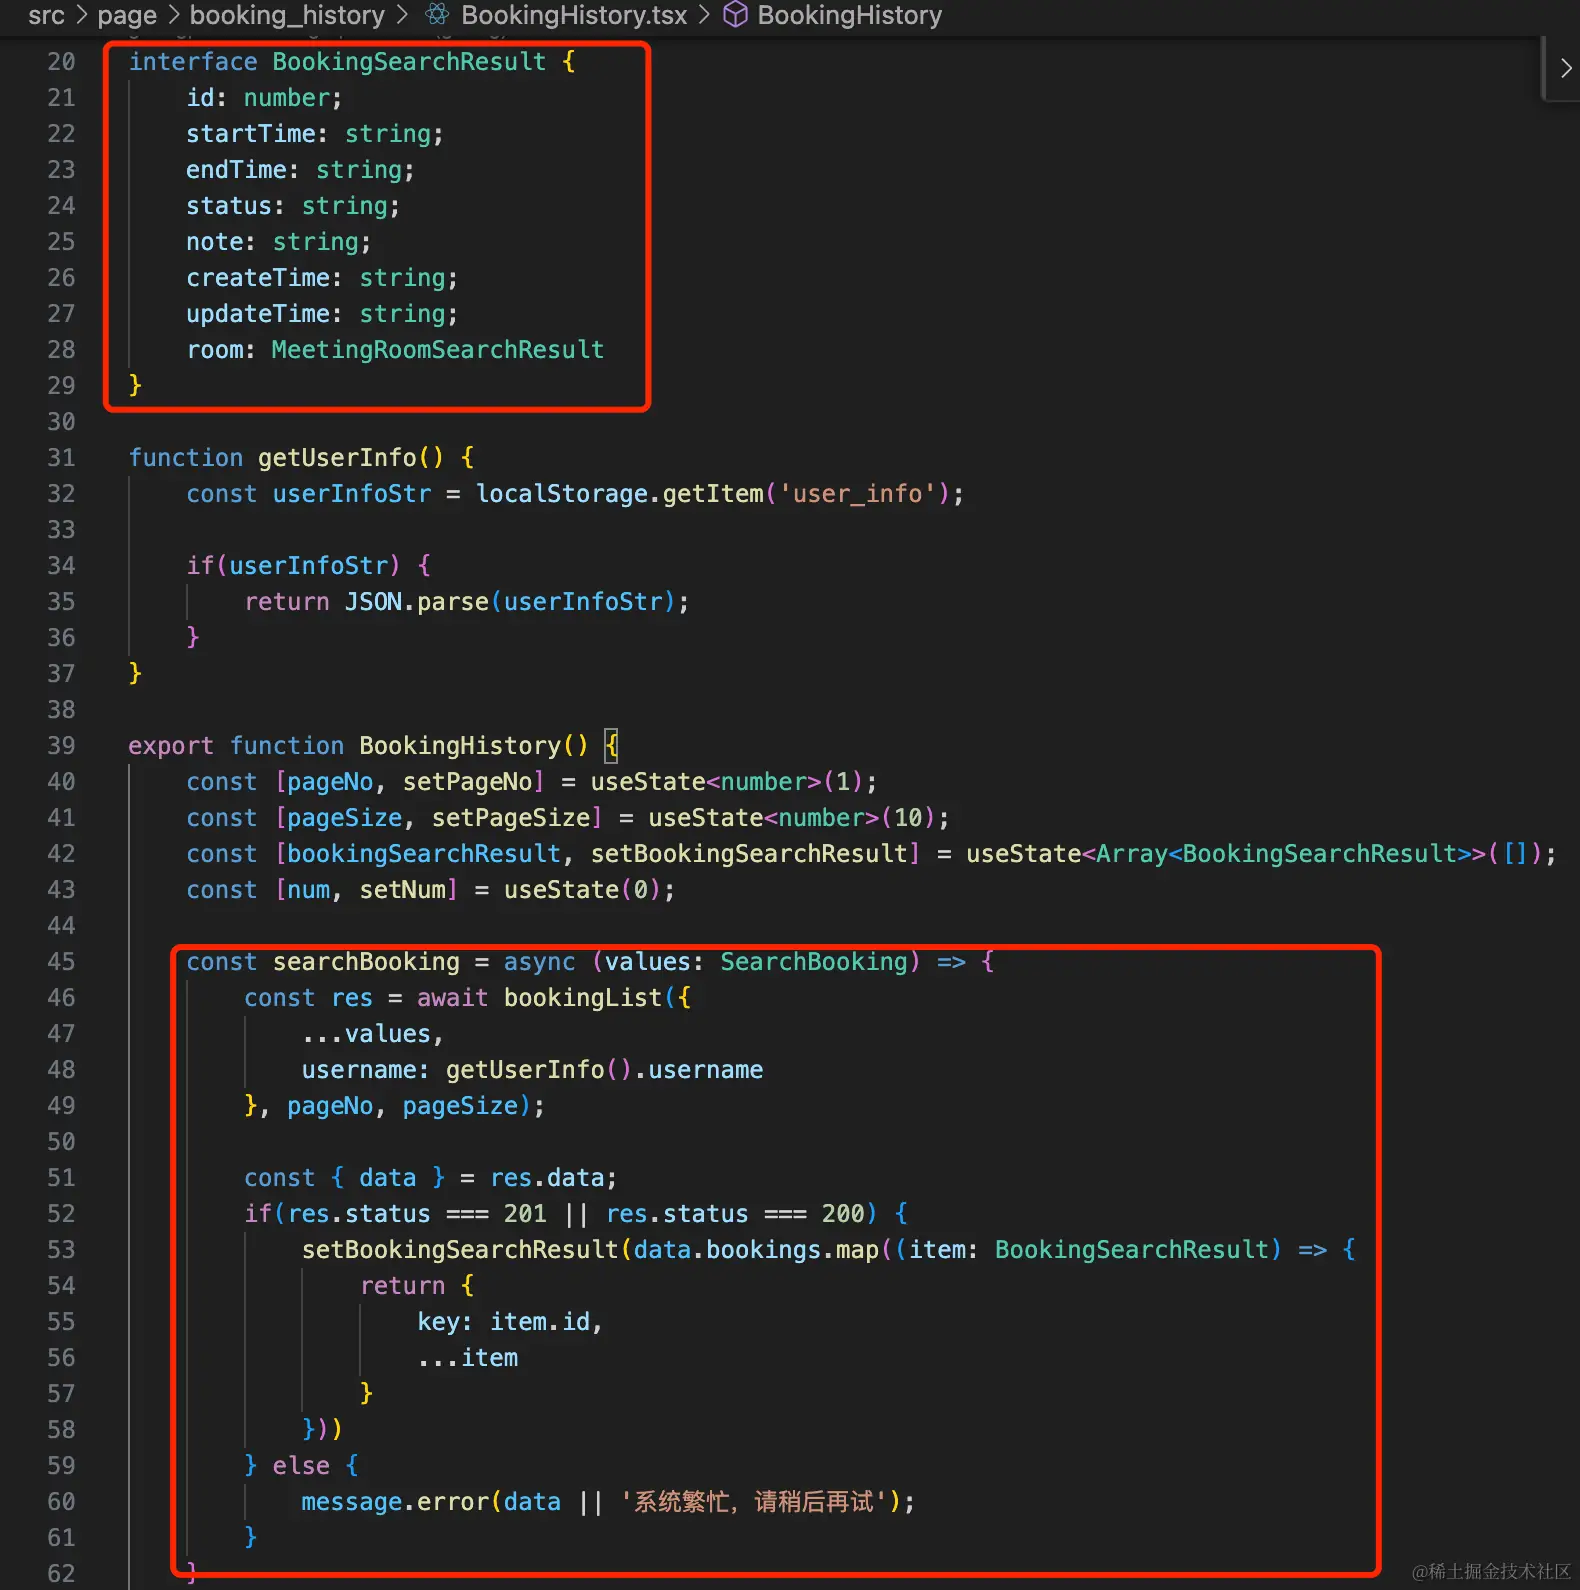 src > page > booking_history > BookingHistory.tsx > BookingHistory
20 interface BookingSearchResult {
21     id: number;
22     startTime: string;
23     endTime: string;
24     status: string;
25     note: string;
26     createTime: string;
27     updateTime: string;
28     room: MeetingRoomSearchResult
29 }
30
31 function getUserInfo() {
32     const userInfoStr = localStorage.getItem('user_info');
33
34     if(userInfoStr) {
35         return JSON.parse(userInfoStr);
36     }
37 }
38
39 export function BookingHistory() {
40     const [pageNo, setPageNo] = useState<number>(1);
41     const [pageSize, setPageSize] = useState<number>(10);
42     const [bookingSearchResult, setBookingSearchResult] = useState<Array<BookingSearchResult>>([]);
43     const [num, setNum] = useState(0);
44
45     const searchBooking = async (values: SearchBooking) => {
46         const res = await bookingList({
47             ...values,
48             username: getUserInfo().username
49         }, pageNo, pageSize);
50
51         const { data } = res.data;
52         if(res.status === 201 || res.status === 200) {
53             setBookingSearchResult(data.bookings.map((item: BookingSearchResult) => {
54                 return {
55                     key: item.id,
56                     ...item
57                 }
58             }))
59         } else {
60             message.error(data || '系统繁忙，请稍后再试');
61         }
62     }
@稀土掘金技术社区